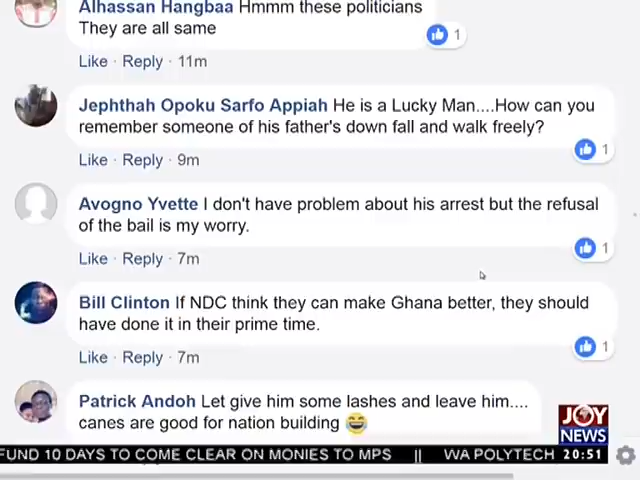 Alhassan Hangbaa Hmmm these politicians
They are all same
1
Like · Reply · 11m
Jephthah Opoku Sarfo Appiah He is a Lucky Man....How can you
remember someone of his father's down fall and walk freely?
1
Like · Reply · 9m
Avogno Yvette I don't have problem about his arrest but the refusal
of the bail is my worry.
1
Like · Reply · 7m
Bill Clinton If NDC think they can make Ghana better, they should
have done it in their prime time.
1
Like · Reply · 7m
Patrick Andoh Let give him some lashes and leave him....
canes are good for nation building 😂
JOY
NEWS
FUND 10 DAYS TO COME CLEAR ON MONIES TO MPS || WA POLYTECH 20:51